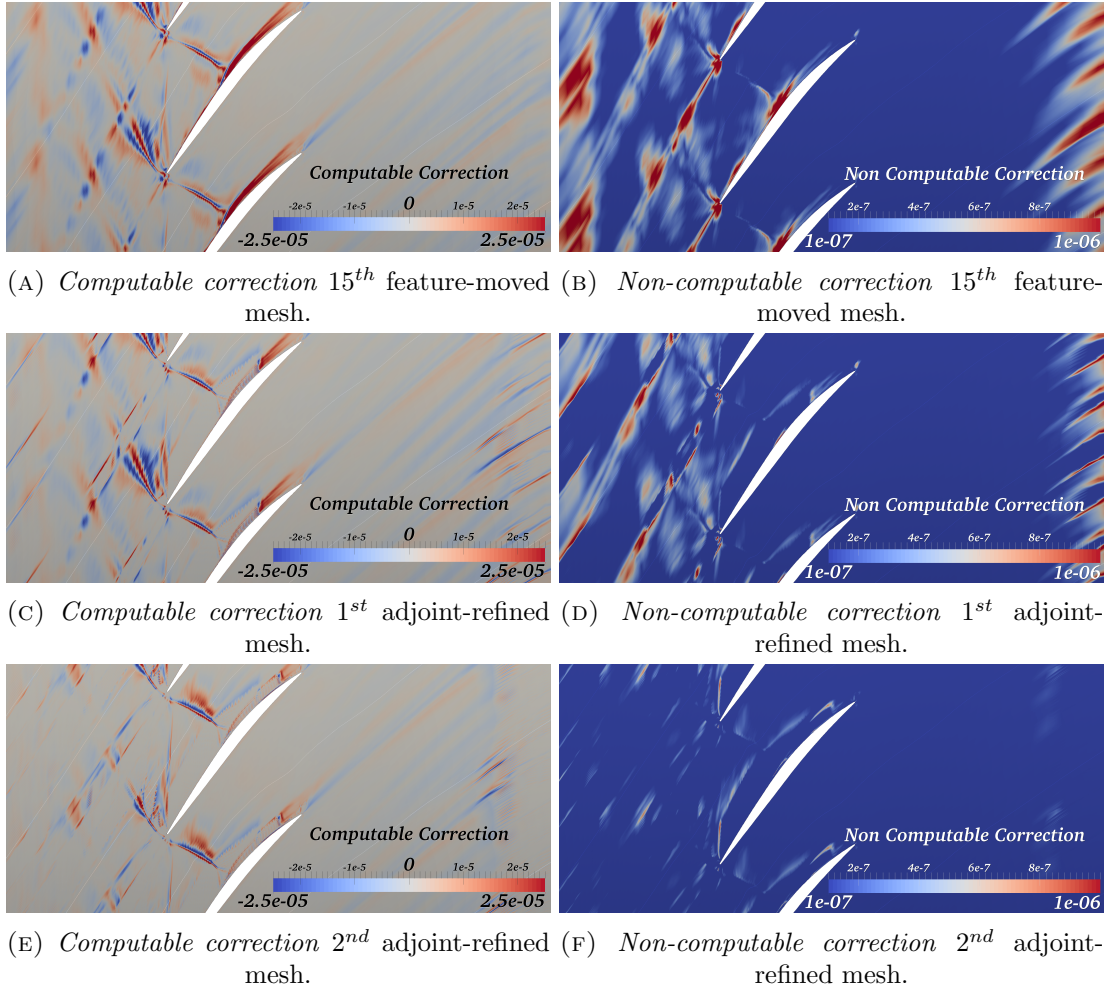 Computable Correction
-2e-5 -1e-5 0 1e-5 2e-5
-2.5e-05 2.5e-05
Non Computable Correction
2e-7 4e-7 6e-7 8e-7
1e-07 1e-06
(A) Computable correction 15th feature-moved
mesh.
(B) Non-computable correction 15th feature-
moved mesh.
Computable Correction
-2e-5 -1e-5 0 1e-5 2e-5
-2.5e-05 2.5e-05
Non Computable Correction
2e-7 4e-7 6e-7 8e-7
1e-07 1e-06
(C) Computable correction 1st adjoint-refined
mesh.
(D) Non-computable correction 1st adjoint-
refined mesh.
Computable Correction
-2e-5 -1e-5 0 1e-5 2e-5
-2.5e-05 2.5e-05
Non Computable Correction
2e-7 4e-7 6e-7 8e-7
1e-07 1e-06
(E) Computable correction 2nd adjoint-refined
mesh.
(F) Non-computable correction 2nd adjoint-
refined mesh.